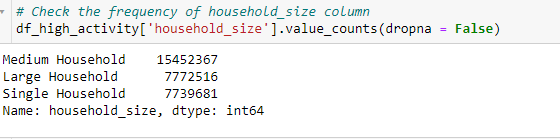 # Check the frequency of household_size column
df_high_activity['household_size'].value_counts(dropna = False)
Medium Household    15452367
Large Household      7772516
Single Household     7739681
Name: household_size, dtype: int64